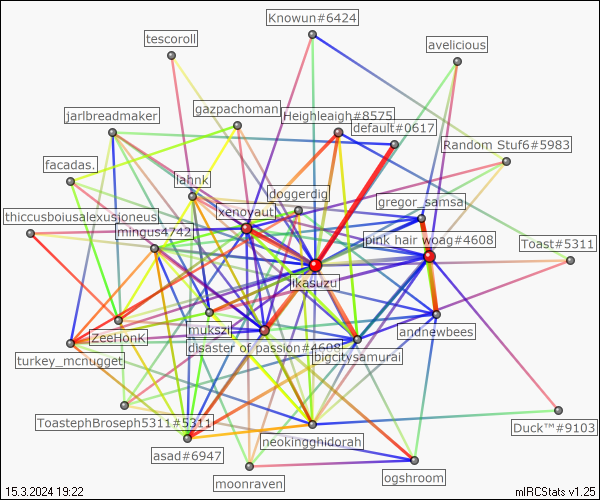 Knowun#6424
tescoroll
avelicious
gazpachoman
jarlbreadmaker
Heighleigh#8575
default#0617
Random Stuf6#5983
facadas.
lahnk
doggerdig
gregor_samsa
thiccusboiusalexusjoneus
xenoyaut
mingus4742
pink hair woag#4608
Toast#5311
ikasuzu
ZeeHonK
mukszi
andnewbees
disaster of passion#4608
bigcitysamurai
turkey_mcnugget
ToastephBroseph5311#5311
Duck™#9103
neokingghidorah
asad#6947
moonraven
ogshroom
15.3.2024 19:22
mIRCStats v1.25